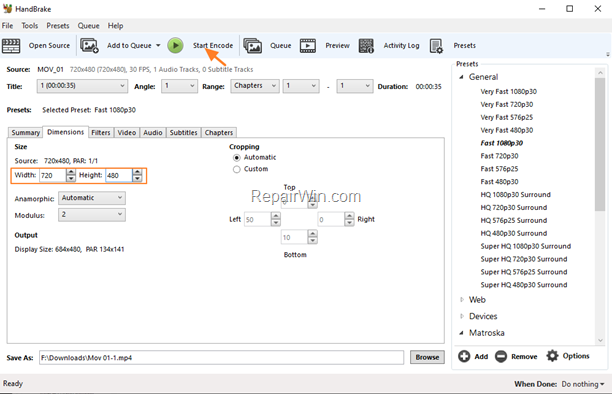 HandBrake
File Tools Presets Queue Help
Open Source Add to Queue Start Encode Queue Preview Activity Log Presets
Source: MOV_01 720x480 (720x480), 30 FPS, 1 Audio Tracks, 0 Subtitle Tracks
Title: 1 (00:00:35) Angle: 1 Range: Chapters 1 - 1 Duration: 00:00:35
Presets: Selected Preset: Fast 1080p30
Summary Dimensions Filters Video Audio Subtitles Chapters
Size
Source: 720x480, PAR: 1/1
Width: 720 Height: 480
Anamorphic: Automatic
Modulus: 2
Output
Display Size: 684x480, PAR 134x141
Cropping
Automatic
Custom
Top
Left 50 0 Right
10
Bottom
RepairWin.com
Presets
General
Very Fast 1080p30
Very Fast 720p30
Very Fast 576p25
Very Fast 480p30
Fast 1080p30
Fast 720p30
Fast 576p25
Fast 480p30
HQ 1080p30 Surround
HQ 720p30 Surround
HQ 576p25 Surround
HQ 480p30 Surround
Super HQ 1080p30 Surround
Super HQ 720p30 Surround
Super HQ 576p25 Surround
Super HQ 480p30 Surround
Web
Devices
Matroska
Add Remove Options
Save As: F:\Downloads\Mov 01-1.mp4 Browse
Ready When Done: Do nothing